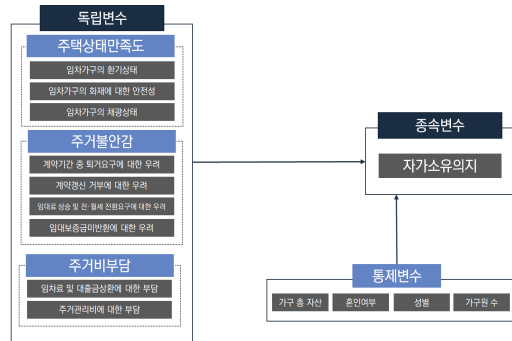 독립변수
주택상태만족도
임차가구의 환기상태
임차가구의 화재에 대한 안전성
임차가구의 채광상태
주거불안감
계약기간 중 퇴거요구에 대한 우려
계약갱신 거부에 대한 우려
임대료 상승 및 전·월세 전환요구에 대한 우려
임대보증금미반환에 대한 우려
주거비부담
임차료 및 대출금상환에 대한 부담
주거관리비에 대한 부담
종속변수
자가소유의지
통제변수
가구 총 자산
혼인여부
성별
가구원 수